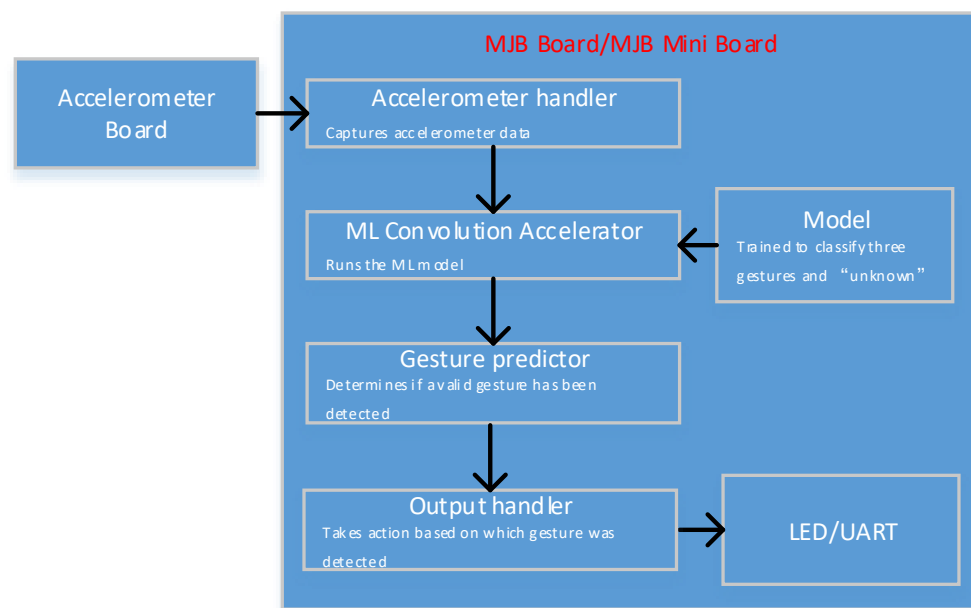 MJB Board/MJB Mini Board
Accelerometer
Board
Accelerometer handler
Captures accelerometer data
ML Convolution Accelerator
Runs the ML model
Model
Trained to classify three
gestures and “unknown”
Gesture predictor
Determines if a valid gesture has been
detected
Output handler
Takes action based on which gesture was
detected
LED/UART